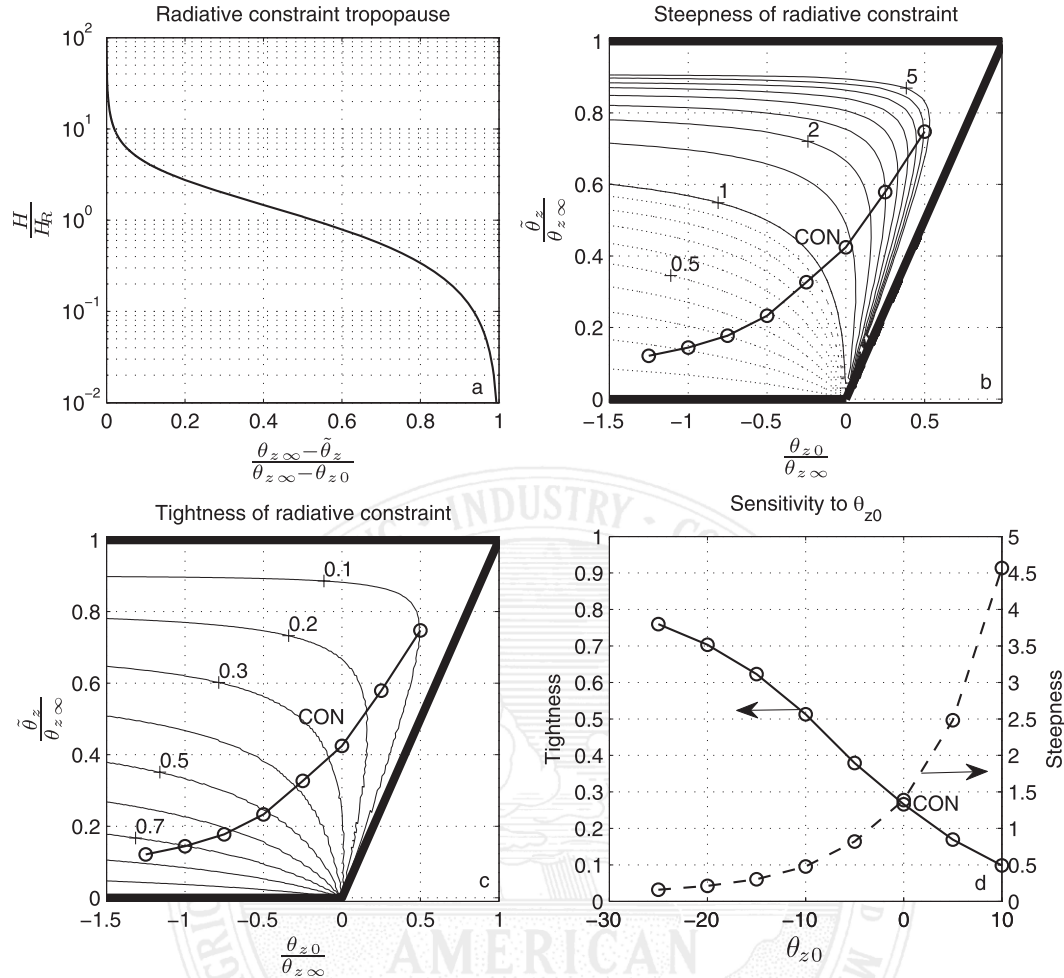 Radiative constraint tropopause
10²
10¹
10⁰
10⁻¹
10⁻²
H
H_R
0 0.2 0.4 0.6 0.8 1
θ_z∞−θ̃_z
θ_z∞−θ_z0
a
Steepness of radiative constraint
1
0.8
0.6
0.4
0.2
0
θ̃_z
θ_z∞
5
2
1
CON
0.5
b
−1.5 −1 −0.5 0 0.5
θ_z0
θ_z∞
Tightness of radiative constraint
1
0.8
0.6
0.4
0.2
0
θ̃_z
θ_z∞
0.1
0.2
0.3
CON
0.5
0.7
c
−1.5 −1 −0.5 0 0.5 1
θ_z0
θ_z∞
Sensitivity to θ_z0
1
0.9
0.8
0.7
0.6
0.5
0.4
0.3
0.2
0.1
0
Tightness
5
4.5
4
3.5
3
2.5
2
1.5
1
0.5
0
Steepness
CON
d
−30 −20 −10 0 10
θ_z0
INDUSTRY
AMERICAN